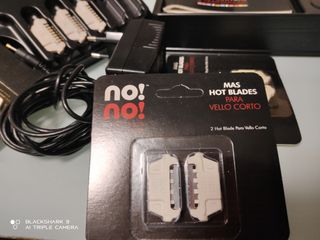 no!
no!
MAS
HOT BLADES
PARA
VELLO CORTO
2 Hot Blade Para Vello Corto
BLACKSHARK 3
AI TRIPLE CAMERA